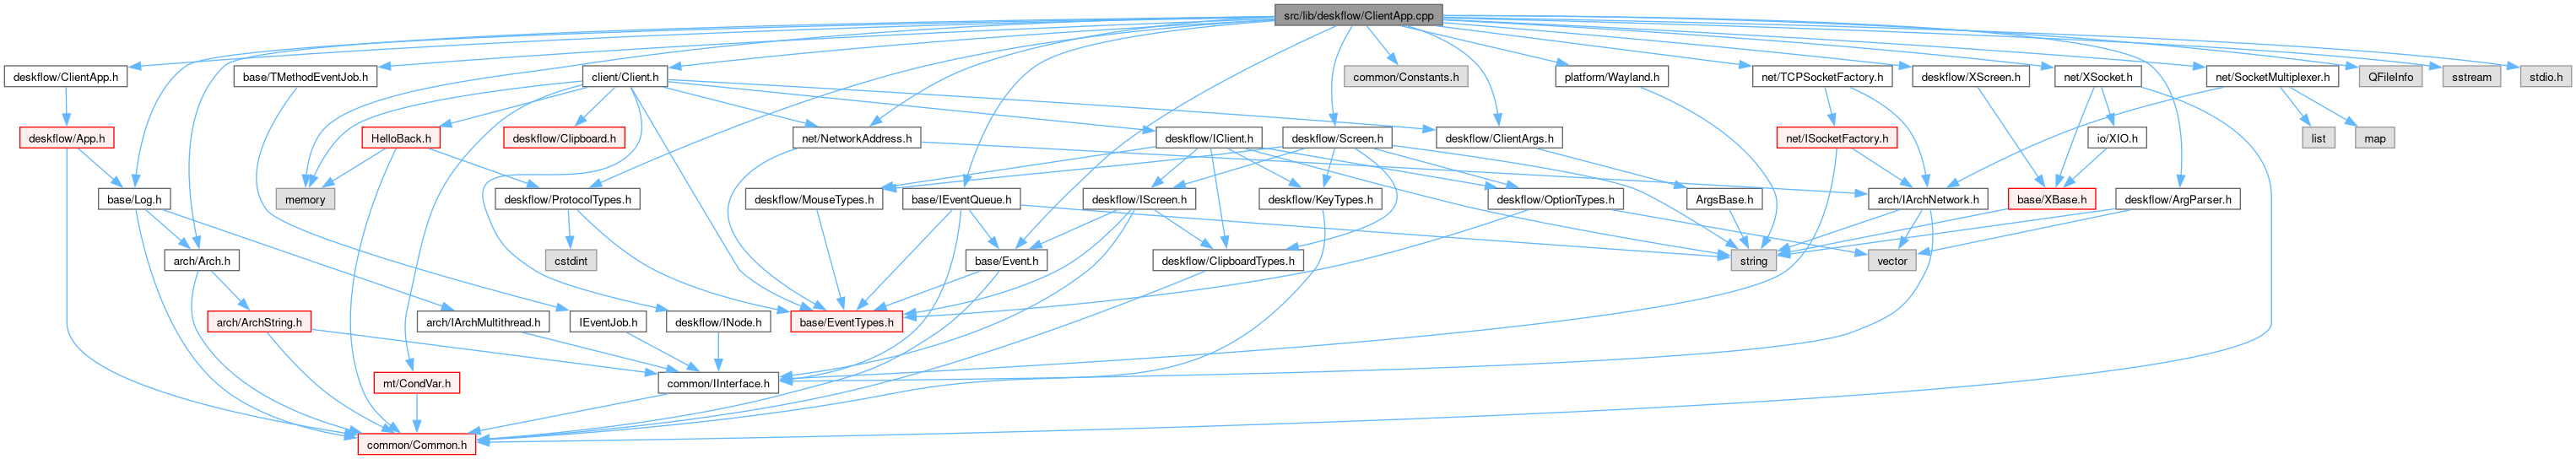 src/lib/deskflow/ClientApp.cpp
deskflow/ClientApp.h
base/TMethodEventJob.h
client/Client.h
common/Constants.h
platform/Wayland.h
net/TCPSocketFactory.h
deskflow/XScreen.h
net/XSocket.h
net/SocketMultiplexer.h
QFileInfo
sstream
stdio.h
deskflow/App.h
HelloBack.h
deskflow/Clipboard.h
net/NetworkAddress.h
deskflow/IClient.h
deskflow/Screen.h
deskflow/ClientArgs.h
net/ISocketFactory.h
io/XIO.h
list
map
base/Log.h
memory
deskflow/ProtocolTypes.h
deskflow/MouseTypes.h
base/IEventQueue.h
deskflow/IScreen.h
deskflow/KeyTypes.h
deskflow/OptionTypes.h
ArgsBase.h
arch/IArchNetwork.h
base/XBase.h
deskflow/ArgParser.h
arch/Arch.h
cstdint
base/Event.h
deskflow/ClipboardTypes.h
string
vector
arch/ArchString.h
arch/IArchMultithread.h
IEventJob.h
deskflow/INode.h
base/EventTypes.h
mt/CondVar.h
common/IInterface.h
common/Common.h